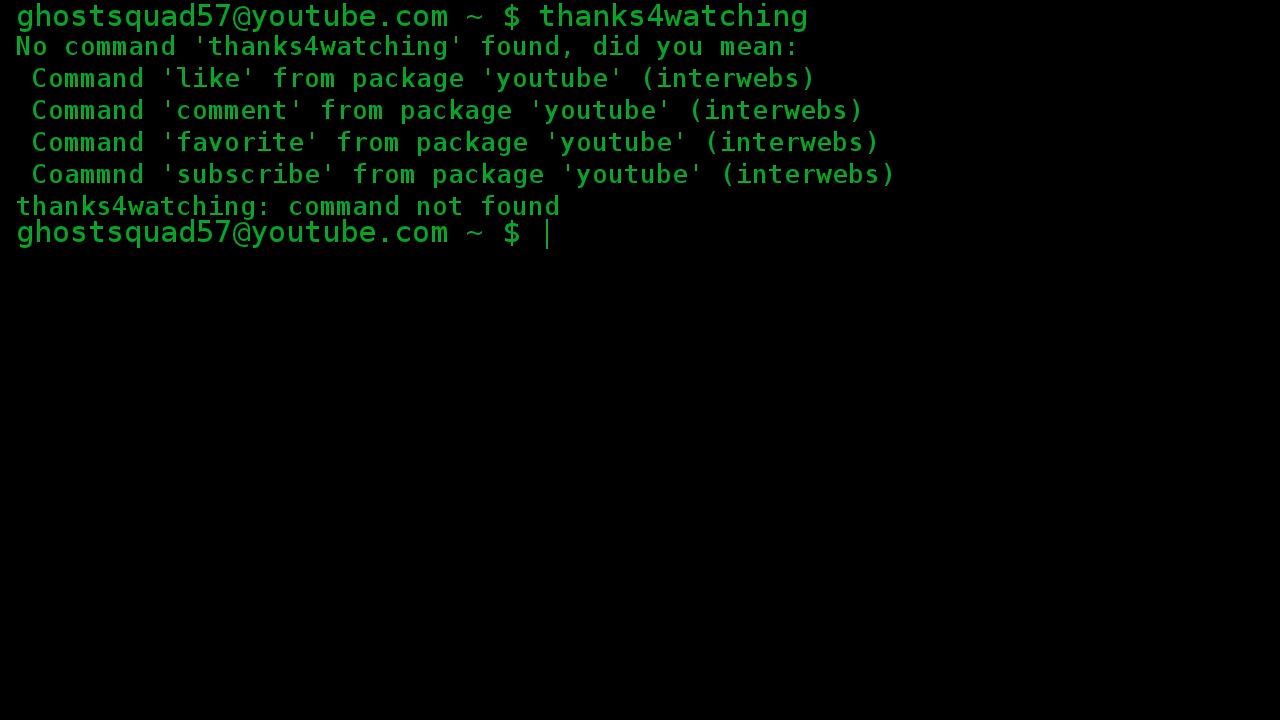 ghostsquad57@youtube.com ~ $ thanks4watching
No command 'thanks4watching' found, did you mean:
Command 'like' from package 'youtube' (interwebs)
Command 'comment' from package 'youtube' (interwebs)
Command 'favorite' from package 'youtube' (interwebs)
Coammnd 'subscribe' from package 'youtube' (interwebs)
thanks4watching: command not found
ghostsquad57@youtube.com ~ $ |